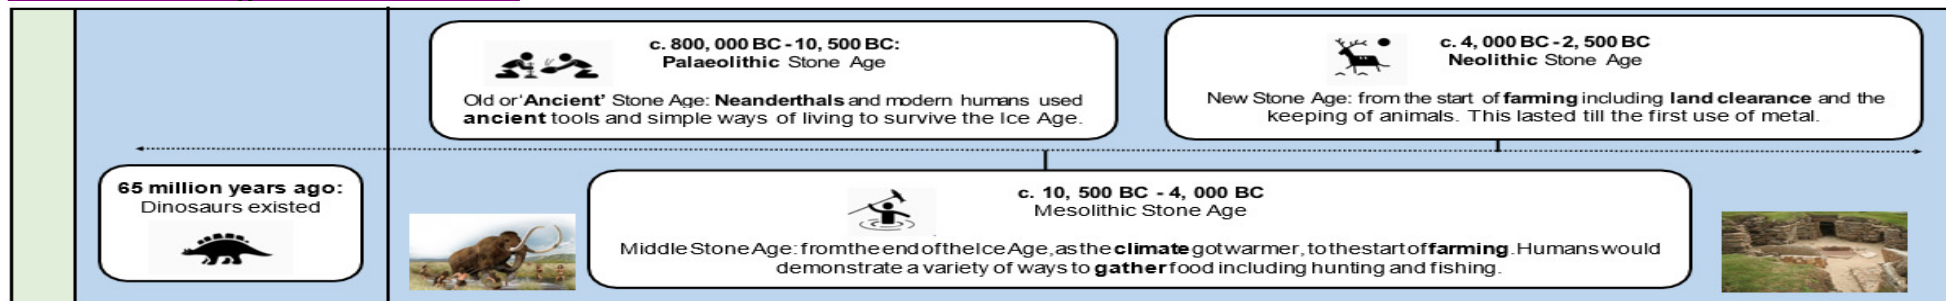 c. 800, 000 BC - 10, 500 BC:
Palaeolithic Stone Age
Old or 'Ancient' Stone Age: Neanderthals and modern humans used
ancient tools and simple ways of living to survive the Ice Age.
c. 4, 000 BC - 2, 500 BC
Neolithic Stone Age
New Stone Age: from the start of farming including land clearance and the
keeping of animals. This lasted till the first use of metal.
65 million years ago:
Dinosaurs existed
c. 10, 500 BC - 4, 000 BC
Mesolithic Stone Age
Middle Stone Age: from the end of the Ice Age, as the climate got warmer, to the start of farming. Humans would
demonstrate a variety of ways to gather food including hunting and fishing.